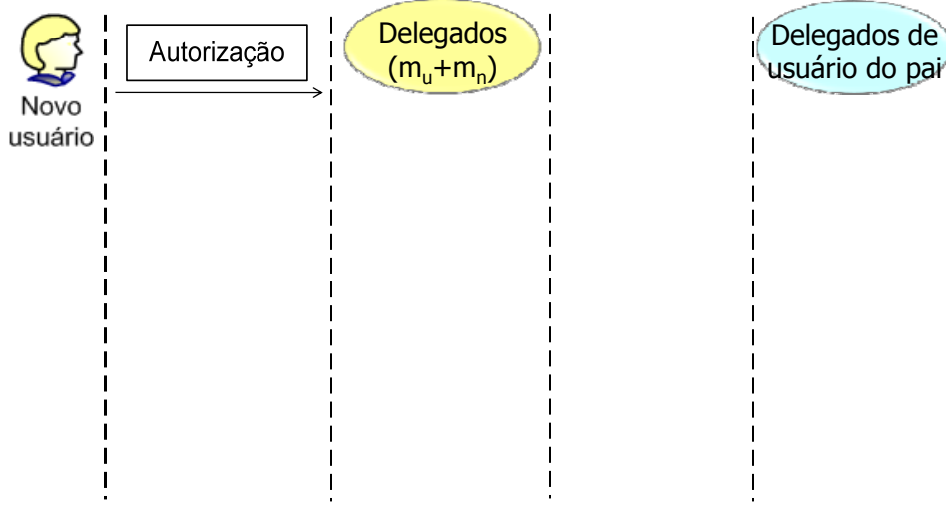 Novo
usuário
Autorização
Delegados
(mu+mn)
Delegados de
usuário do pai